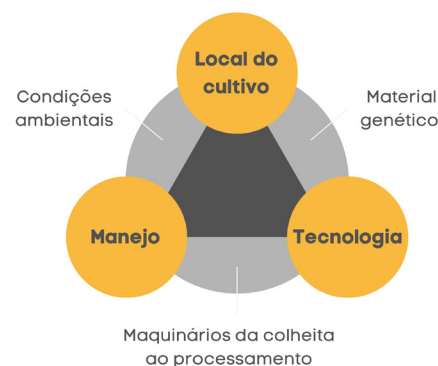 Local do
cultivo
Condições
ambientais
Material
genético
Manejo
Tecnologia
Maquinários da colheita
ao processamento